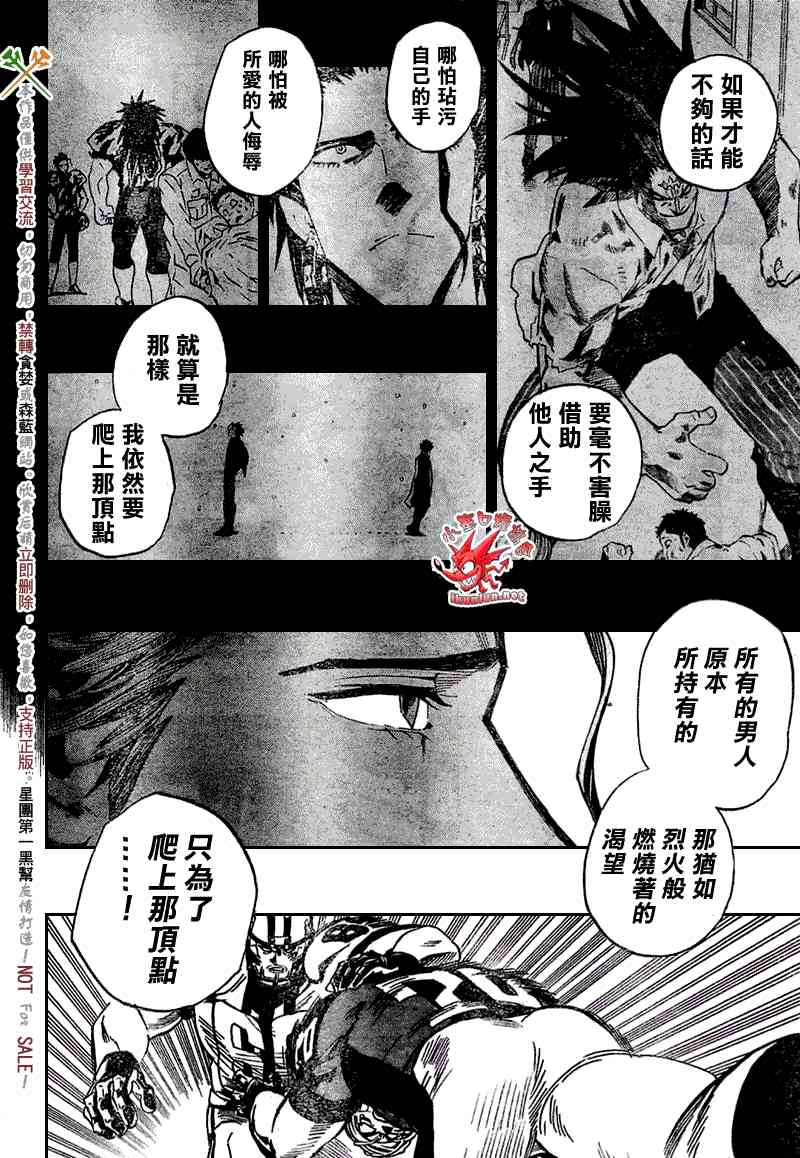 如果才能
不夠的話
要毫不害臊
借助
他人之手
哪怕玷污
自己的手
哪怕被
所愛的人侮辱
就算是
那樣
我依然要
爬上那頂點
所有的男人
原本
所持有的
那猶如
烈火般
燃燒著的
渴望
只為了
爬上那頂點
……！
本作品僅供學習交流，切勿商用，禁轉貪婪或森藍網站。欣賞后請立即刪除，如您喜歡，支持正版。星團第一黑幫友情打造！NOT For SALE！